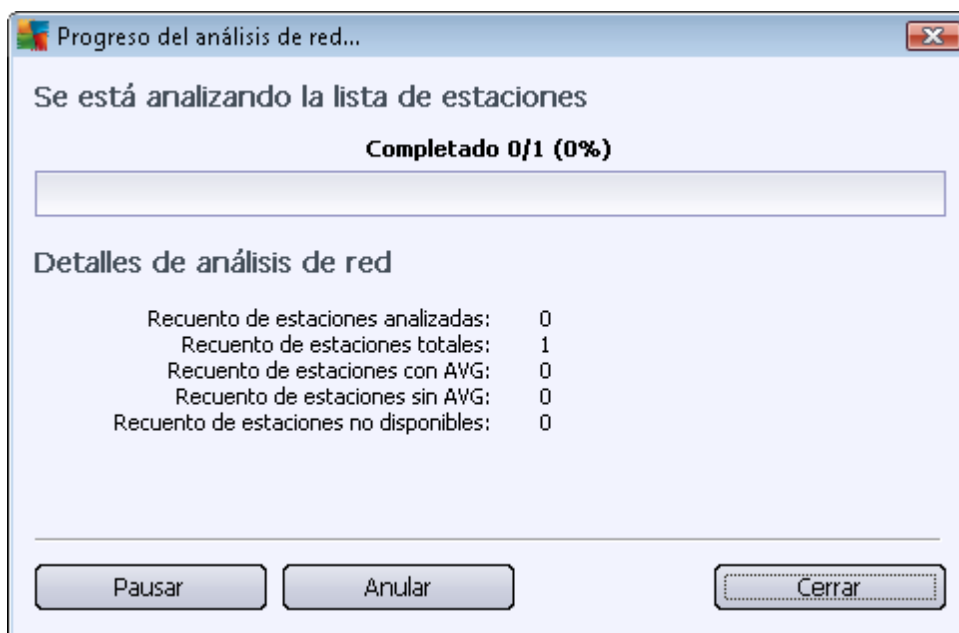 Progreso del análisis de red...
Se está analizando la lista de estaciones
Completado 0/1 (0%)
Detalles de análisis de red
Recuento de estaciones analizadas: 0
Recuento de estaciones totales: 1
Recuento de estaciones con AVG: 0
Recuento de estaciones sin AVG: 0
Recuento de estaciones no disponibles: 0
Pausar Anular Cerrar